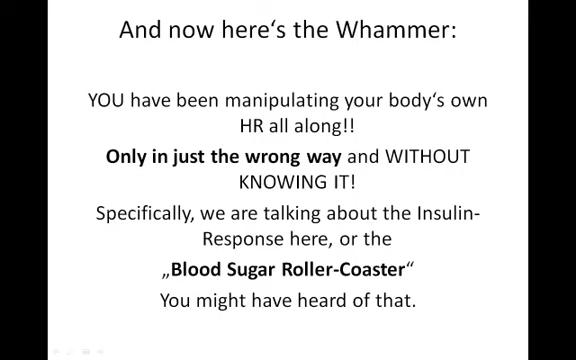 And now here‘s the Whammer:
YOU have been manipulating your body‘s own
HR all along!!
Only in just the wrong way and WITHOUT
KNOWING IT!
Specifically, we are talking about the Insulin-
Response here, or the
„Blood Sugar Roller-Coaster“
You might have heard of that.